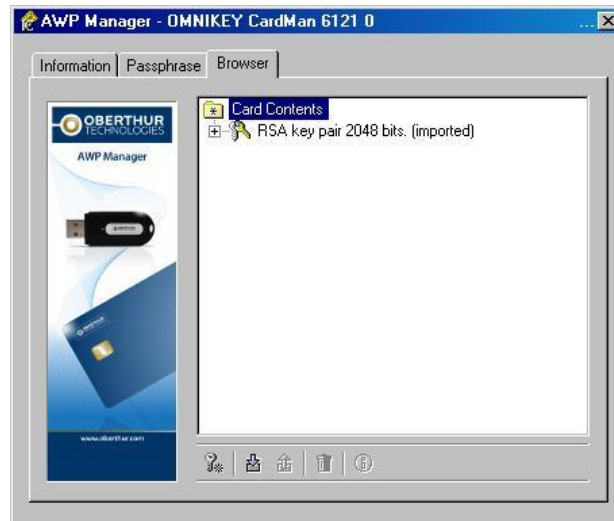 AWP Manager - OMNIKEY CardMan 6121 0 ...
Information Passphrase Browser
OBERTHUR
TECHNOLOGIES
AWP Manager
Card Contents
RSA key pair 2048 bits. (imported)
OBERTHUR
www.oberthur.com